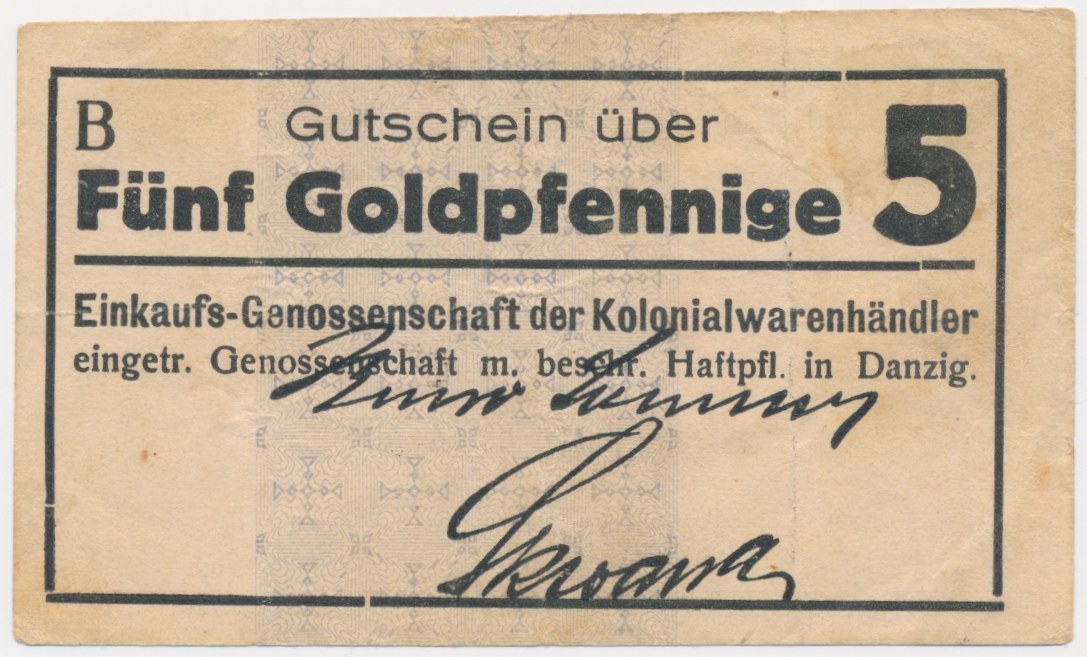 B
Gutschein über
Fünf Goldpfennige 5
Einkaufs-Genossenschaft der Kolonialwarenhändler
eingetr. Genossenschaft m. beschr. Haftpfl. in Danzig.